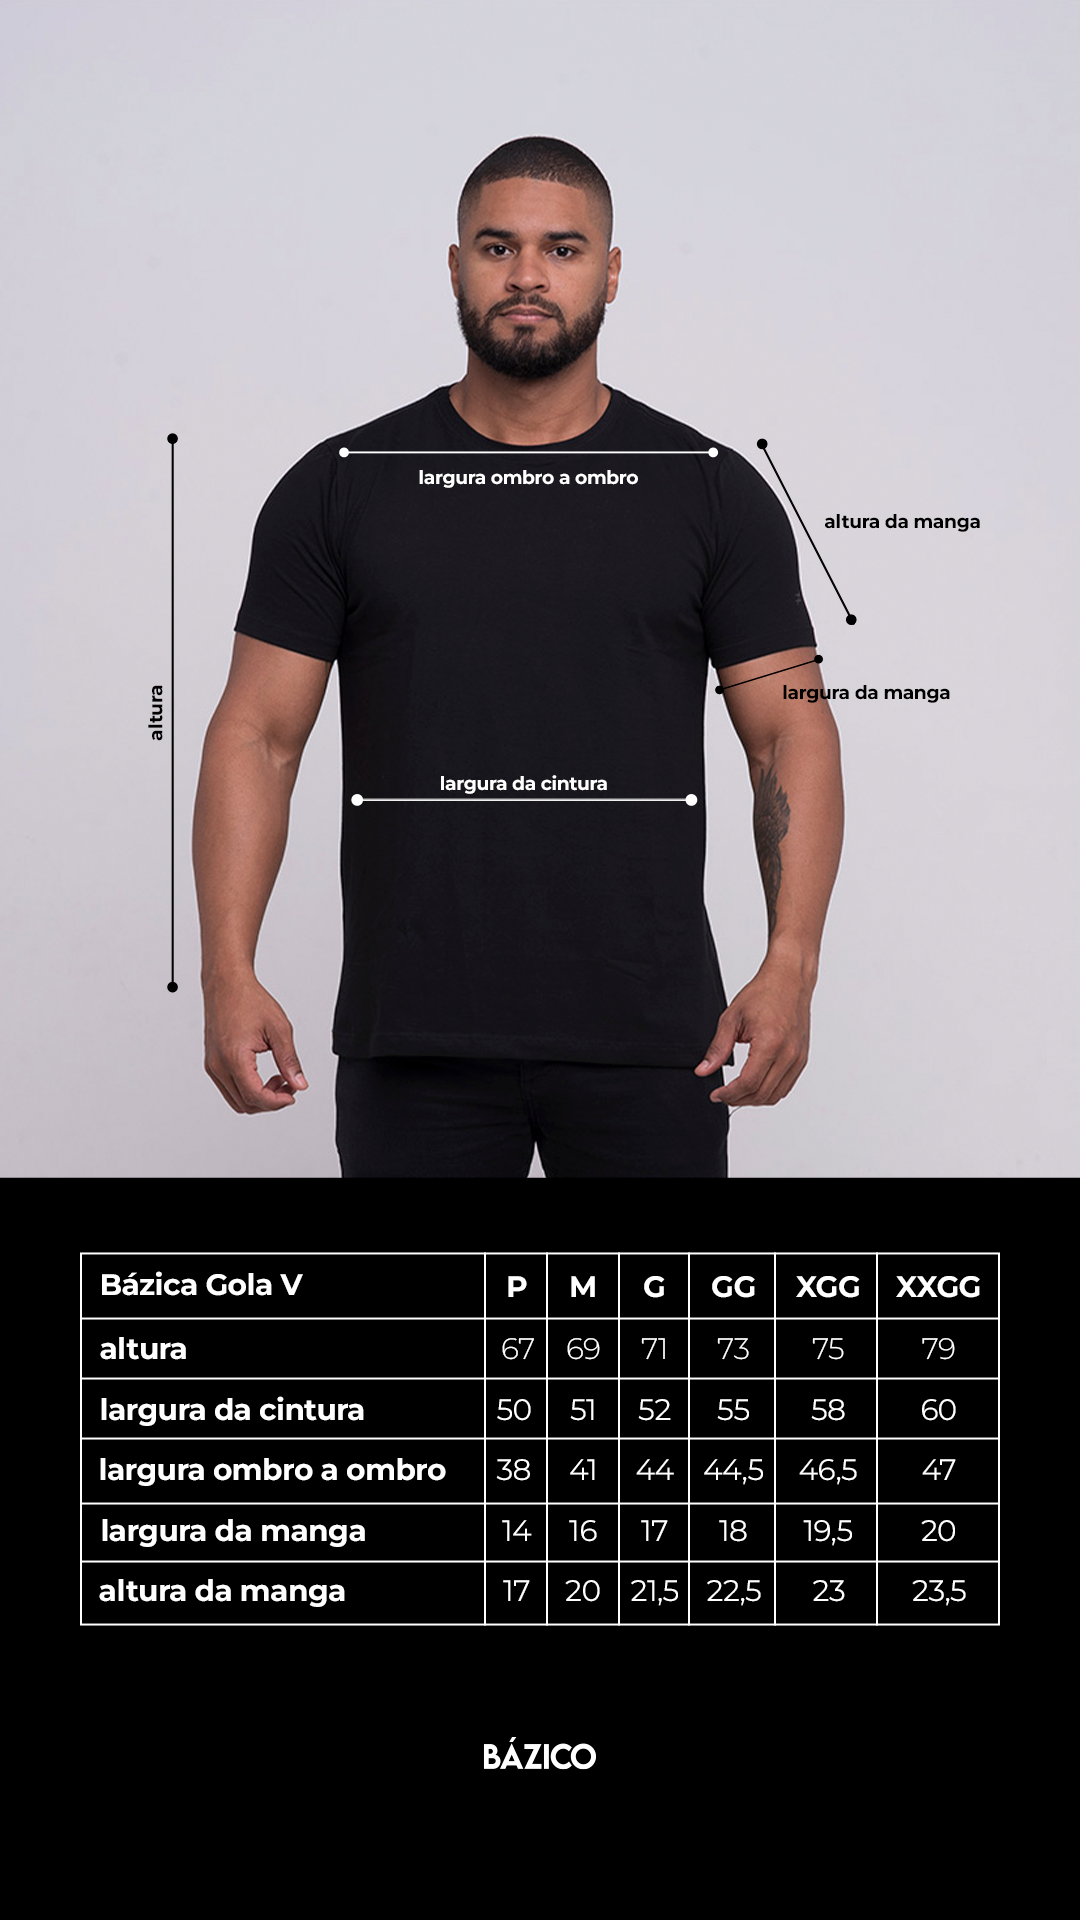 largura ombro a ombro
altura da manga
largura da manga
altura
largura da cintura
Bázica Gola V P M G GG XGG XXGG
altura 67 69 71 73 75 79
largura da cintura 50 51 52 55 58 60
largura ombro a ombro 38 41 44 44,5 46,5 47
largura da manga 14 16 17 18 19,5 20
altura da manga 17 20 21,5 22,5 23 23,5
BÁZICO